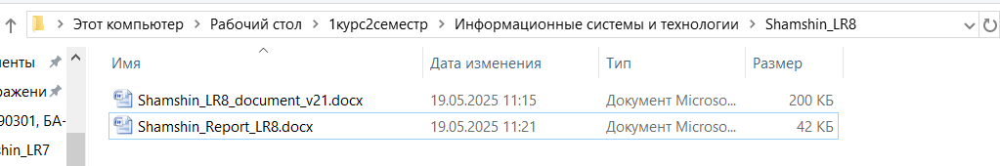 Этот компьютер > Рабочий стол > 1курс2семестр > Информационные системы и технологии > Shamshin_LR8
Имя Дата изменения Тип Размер
енты
Shamshin_LR8_document_v21.docx 19.05.2025 11:15 Документ Microso... 200 КБ
ражени
90301, БА-
Shamshin_Report_LR8.docx 19.05.2025 11:21 Документ Microso... 42 КБ
hin_LR7